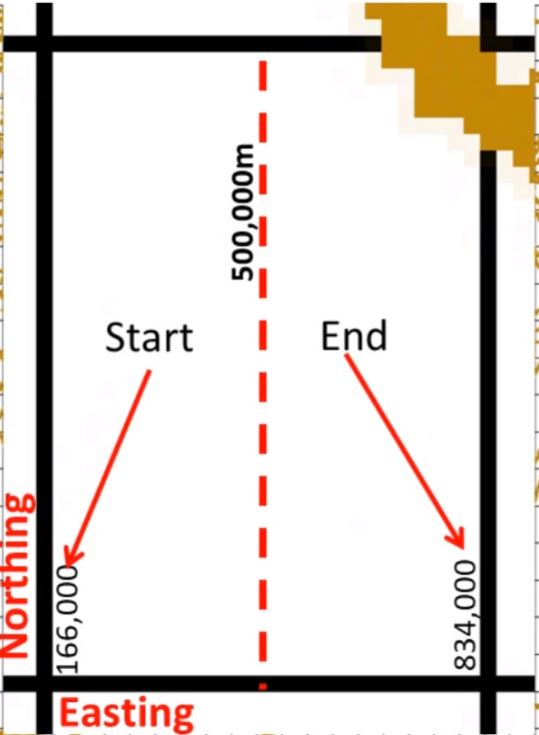 500,000m
Start
End
Northing
166,000
834,000
Easting